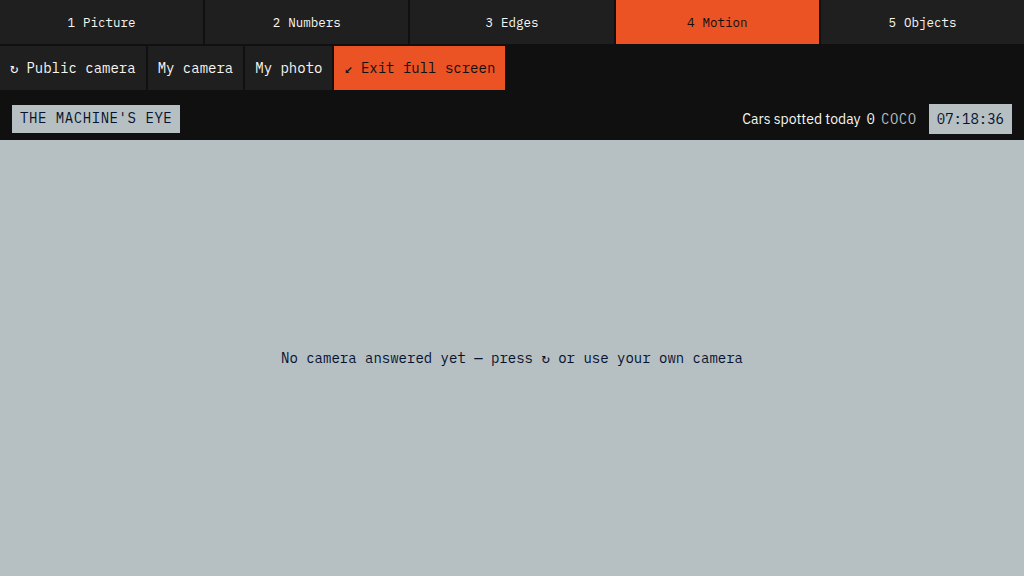 1 Picture
2 Numbers
3 Edges
4 Motion
5 Objects
↻ Public camera
My camera
My photo
↙ Exit full screen
THE MACHINE'S EYE
Cars spotted today 0 COCO
07:18:36
No camera answered yet — press ↻ or use your own camera